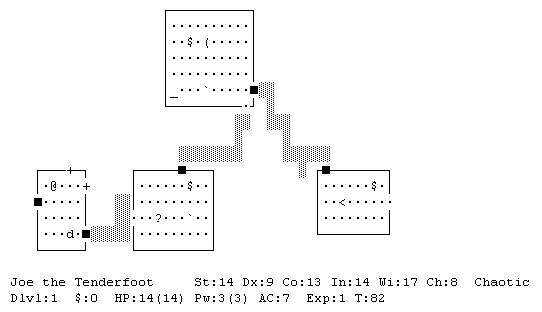 Joe the Tenderfoot St:14 Dx:9 Co:13 In:14 Wi:17 Ch:8 Chaotic
Dlvl:1 $:0 HP:14(14) Pw:3(3) AC:7 Exp:1 T:82